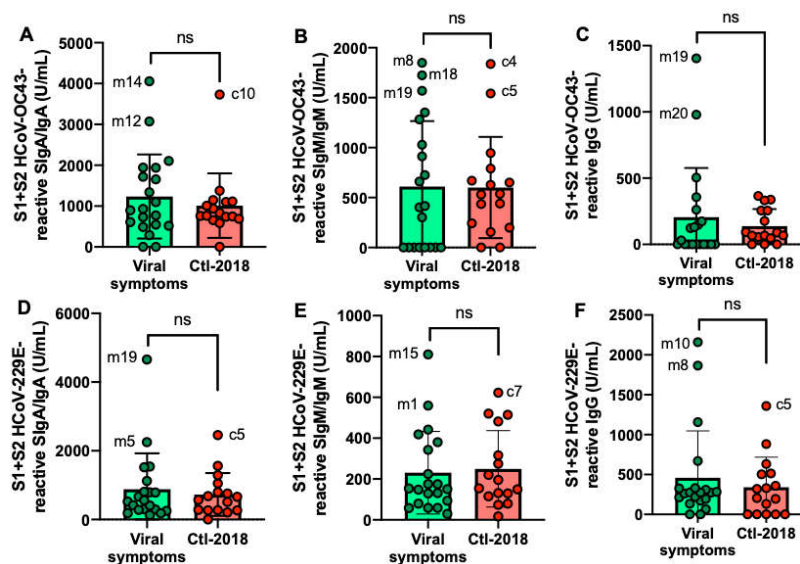 A
S1+S2 HCoV-OC43-
reactive SIgA/IgA (U/mL)
5000
4000
3000
2000
1000
0
ns
m14
m12
c10
Viral
symptoms
Ctl-2018
B
S1+S2 HCoV-OC43-
reactive SIgM/IgM (U/mL)
2000
1500
1000
500
0
ns
m8
m18
m19
c4
c5
Viral
symptoms
Ctl-2018
C
S1+S2 HCoV-OC43-
reactive IgG (U/mL)
1500
1000
500
0
ns
m19
m20
Viral
symptoms
Ctl-2018
D
S1+S2 HCoV-229E-
reactive SIgA/IgA (U/mL)
6000
4000
2000
0
ns
m19
m5
c5
Viral
symptoms
Ctl-2018
E
S1+S2 HCoV-229E-
reactive SIgM/IgM (U/mL)
1000
800
600
400
200
0
ns
m15
m1
c7
Viral
symptoms
Ctl-2018
F
S1+S2 HCoV-229E-
reactive IgG (U/mL)
2500
2000
1500
1000
500
0
ns
m10
m8
c5
Viral
symptoms
Ctl-2018